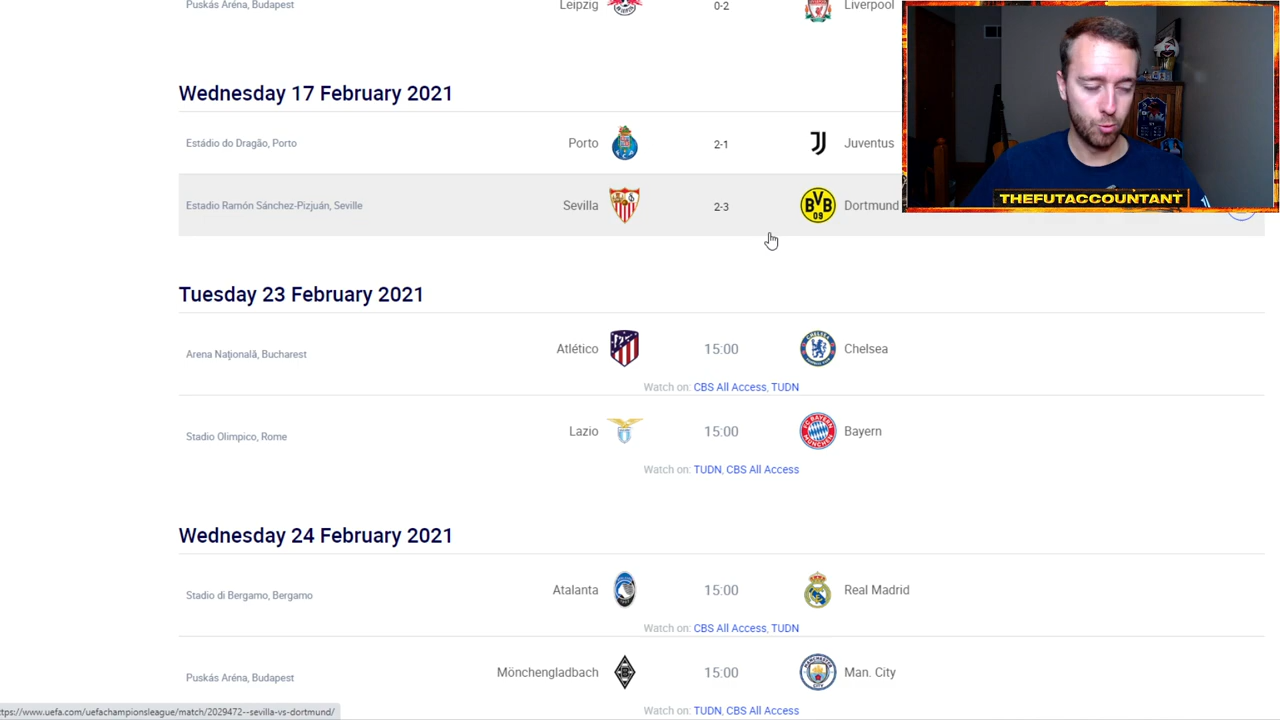 Puskás Aréna, Budapest Leipzig 0-2 Liverpool
Wednesday 17 February 2021
Estádio do Dragão, Porto Porto 2-1 Juventus
Estadio Ramón Sánchez-Pizjuán, Seville Sevilla 2-3 Dortmund
THEFUTACCOUNTANT
Tuesday 23 February 2021
Arena Națională, Bucharest Atlético 15:00 Chelsea
Watch on: CBS All Access, TUDN
Stadio Olimpico, Rome Lazio 15:00 Bayern
Watch on: TUDN, CBS All Access
Wednesday 24 February 2021
Stadio di Bergamo, Bergamo Atalanta 15:00 Real Madrid
Watch on: CBS All Access, TUDN
Puskás Aréna, Budapest Mönchengladbach 15:00 Man. City
Watch on: TUDN, CBS All Access
ttps://www.uefa.com/uefachampionsleague/match/2029472--sevilla-vs-dortmund/